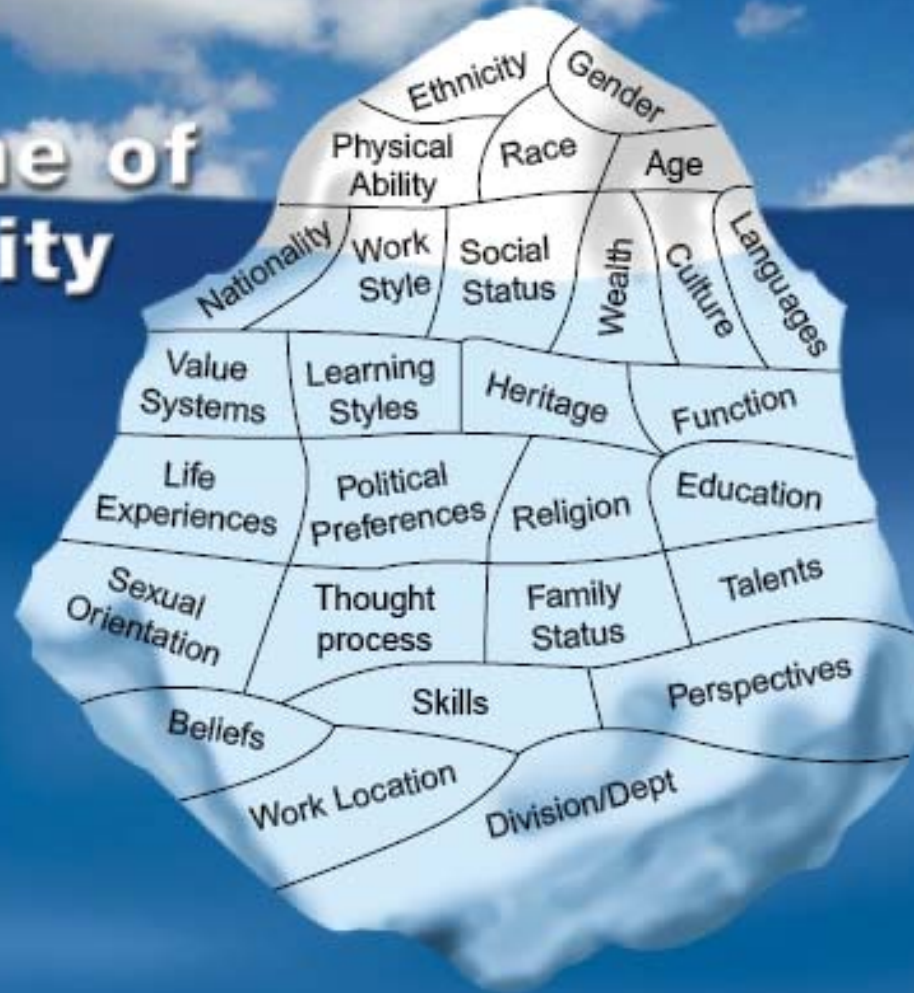 ne of
ity
Ethnicity
Gender
Physical
Ability
Race
Age
Nationality
Work
Style
Social
Status
Wealth
Culture
Languages
Value
Systems
Learning
Styles
Heritage
Function
Life
Experiences
Political
Preferences
Religion
Education
Sexual
Orientation
Thought
process
Family
Status
Talents
Beliefs
Skills
Perspectives
Work Location
Division/Dept